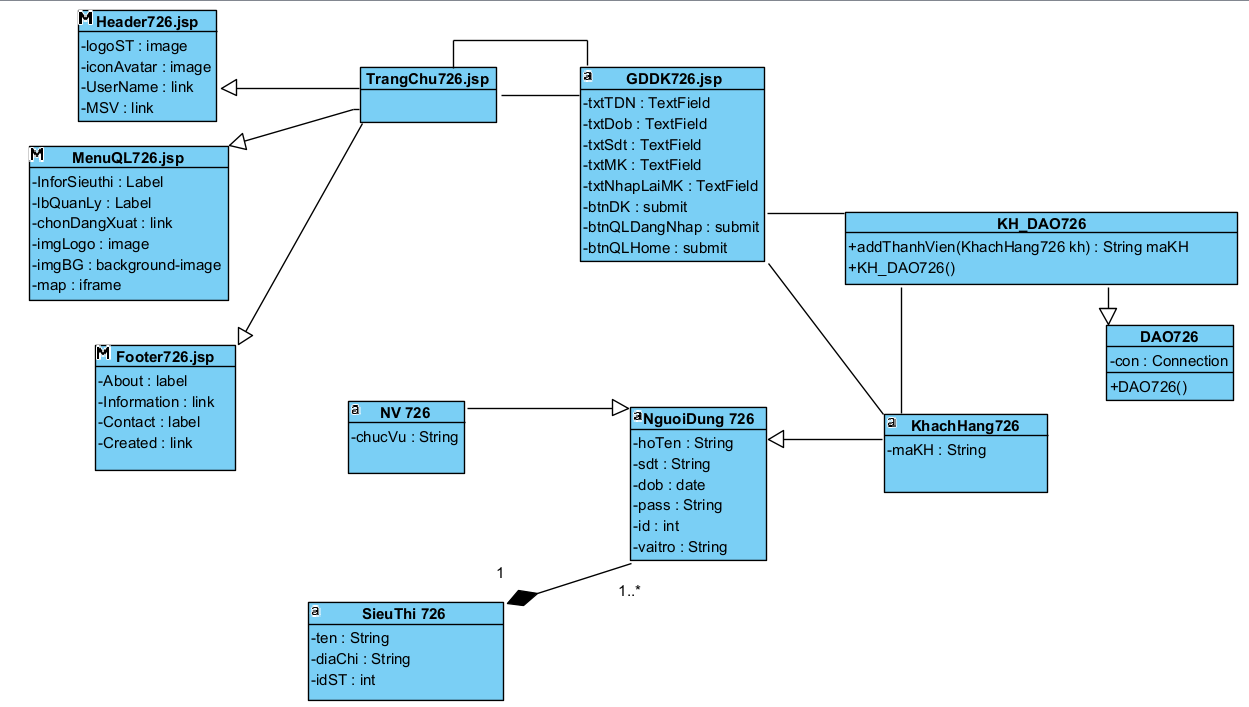 M Header726.jsp
-logoST : image
-iconAvatar : image
-UserName : link
-MSV : link
TrangChu726.jsp
a GDDK726.jsp
-txtTDN : TextField
-txtDob : TextField
-txtSdt : TextField
-txtMK : TextField
-txtNhapLaiMK : TextField
-btnDK : submit
-btnQLDangNhap : submit
-btnQLHome : submit
M MenuQL726.jsp
-InforSieuthi : Label
-lbQuanLy : Label
-chonDangXuat : link
-imgLogo : image
-imgBG : background-image
-map : iframe
KH_DAO726
+addThanhVien(KhachHang726 kh) : String maKH
+KH_DAO726()
DAO726
-con : Connection
+DAO726()
M Footer726.jsp
-About : label
-Information : link
-Contact : label
-Created : link
a NV 726
-chucVu : String
a NguoiDung 726
-hoTen : String
-sdt : String
-dob : date
-pass : String
-id : int
-vaitro : String
a KhachHang726
-maKH : String
1
1..*
a SieuThi 726
-ten : String
-diaChi : String
-idST : int